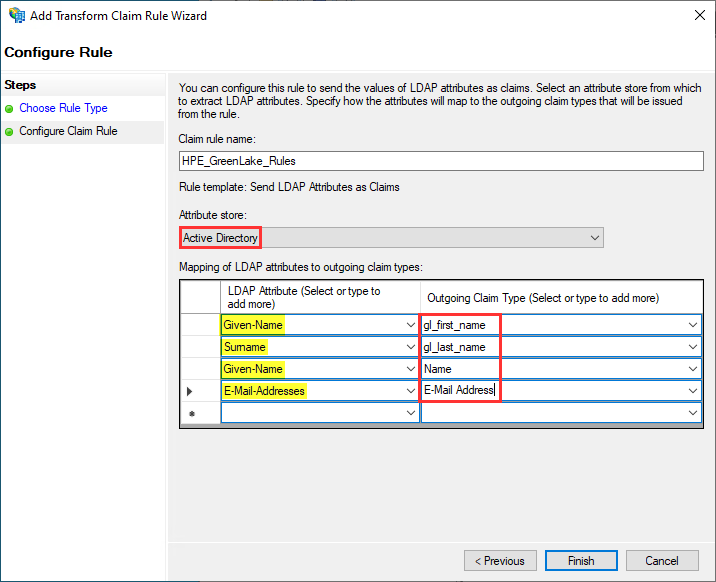 Add Transform Claim Rule Wizard
Configure Rule
Steps
Choose Rule Type
Configure Claim Rule
You can configure this rule to send the values of LDAP attributes as claims. Select an attribute store from which
to extract LDAP attributes. Specify how the attributes will map to the outgoing claim types that will be issued
from the rule.
Claim rule name:
HPE_GreenLake_Rules
Rule template: Send LDAP Attributes as Claims
Attribute store:
Active Directory
Mapping of LDAP attributes to outgoing claim types:
LDAP Attribute (Select or type to
add more)
Outgoing Claim Type (Select or type to add more)
Given-Name gl_first_name
Surname gl_last_name
Given-Name Name
E-Mail-Addresses E-Mail Address
< Previous Finish Cancel